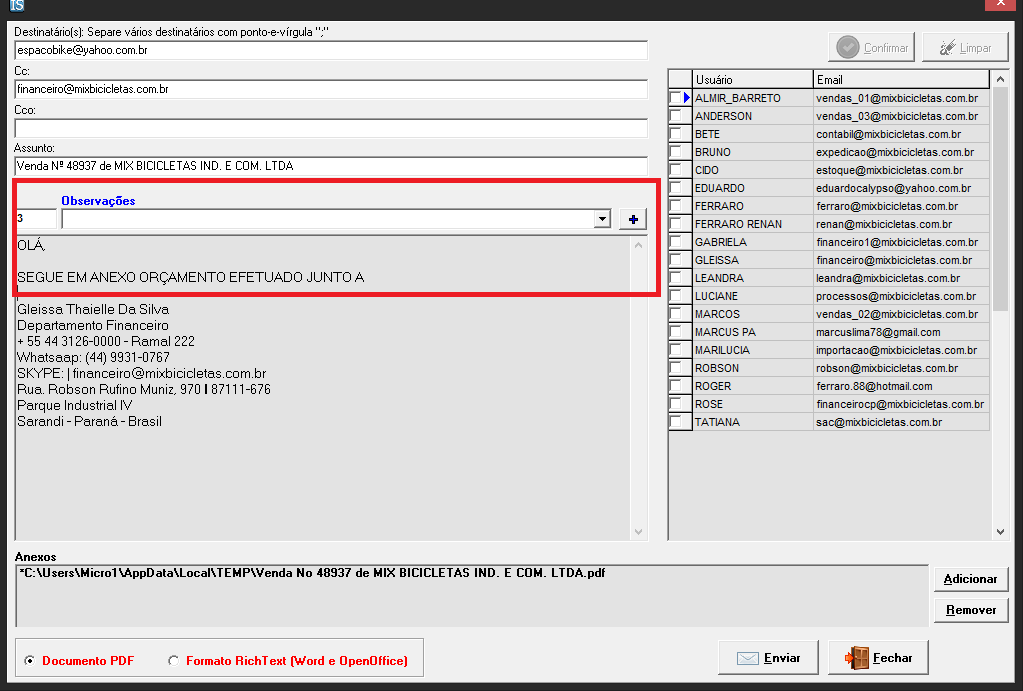 IS
Destinatário(s): Separe vários destinatários com ponto-e-vírgula ";"
espacobike@yahoo.com.br
Cc:
financeiro@mixbicicletas.com.br
Cco:
Assunto:
Venda Nº 48937 de MIX BICICLETAS IND. E COM. LTDA
Observações
3
+
OLÁ,
SEGUE EM ANEXO ORÇAMENTO EFETUADO JUNTO A
Gleissa Thaielle Da Silva
Departamento Financeiro
+ 55 44 3126-0000 - Ramal 222
Whatsaap: (44) 9931-0767
SKYPE: | financeiro@mixbicicletas.com.br
Rua. Robson Rufino Muniz, 970 | 87111-676
Parque Industrial IV
Sarandi - Paraná - Brasil
Confirmar
Limpar
Usuário Email
ALMIR_BARRETO vendas_01@mixbicicletas.com.br
ANDERSON vendas_03@mixbicicletas.com.br
BETE contabil@mixbicicletas.com.br
BRUNO expedicao@mixbicicletas.com.br
CIDO estoque@mixbicicletas.com.br
EDUARDO eduardocalypso@yahoo.com.br
FERRARO ferraro@mixbicicletas.com.br
FERRARO RENAN renan@mixbicicletas.com.br
GABRIELA financeiro1@mixbicicletas.com.br
GLEISSA financeiro@mixbicicletas.com.br
LEANDRA leandra@mixbicicletas.com.br
LUCIANE processos@mixbicicletas.com.br
MARCOS vendas_02@mixbicicletas.com.br
MARCUS PA marcuslima78@gmail.com
MARILUCIA importacao@mixbicicletas.com.br
ROBSON robson@mixbicicletas.com.br
ROGER ferraro.88@hotmail.com
ROSE financeirocp@mixbicicletas.com.br
TATIANA sac@mixbicicletas.com.br
Anexos
*C:\Users\Micro1\AppData\Local\TEMP\Venda No 48937 de MIX BICICLETAS IND. E COM. LTDA.pdf
Adicionar
Remover
Documento PDF
Formato RichText (Word e OpenOffice)
Enviar
Fechar